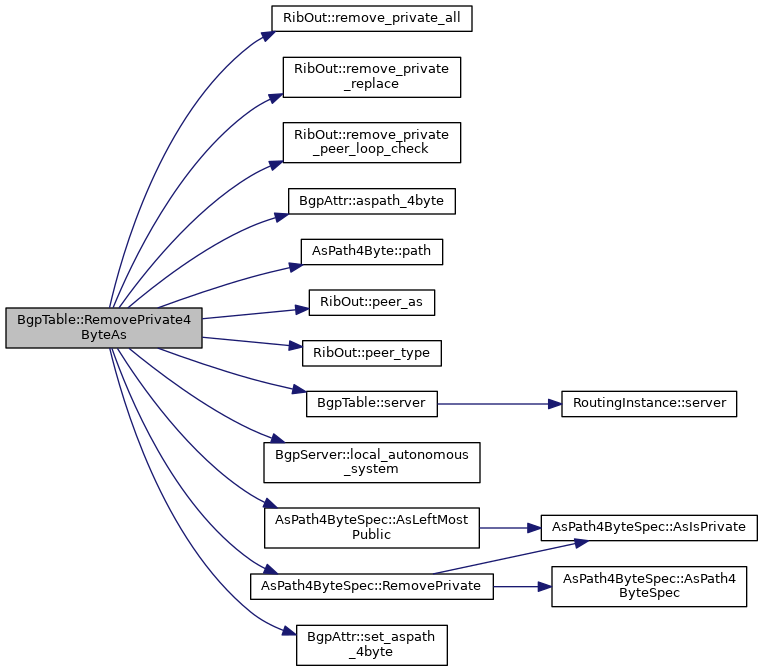 RibOut::remove_private_all
RibOut::remove_private
_replace
RibOut::remove_private
_peer_loop_check
BgpAttr::aspath_4byte
AsPath4Byte::path
RibOut::peer_as
BgpTable::RemovePrivate4
ByteAs
RibOut::peer_type
BgpTable::server
RoutingInstance::server
BgpServer::local_autonomous
_system
AsPath4ByteSpec::AsLeftMost
Public
AsPath4ByteSpec::AsIsPrivate
AsPath4ByteSpec::RemovePrivate
AsPath4ByteSpec::AsPath4
ByteSpec
BgpAttr::set_aspath
_4byte